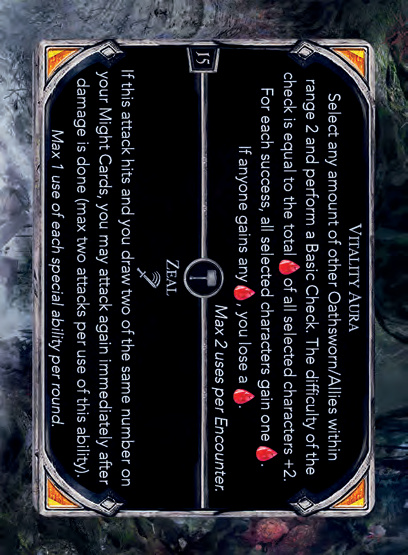 VITALITY AURA
Select any amount of other Oathsworn/Allies within
range 2 and perform a Basic Check. The difficulty of the
check is equal to the total of all selected characters +2.
For each success, all selected characters gain one .
If anyone gains any , you lose a .
Max 2 uses per Encounter.
15
ZEAL
If this attack hits and you draw two of the same number on
your Might Cards, you may attack again immediately after
damage is done (max two attacks per use of this ability)
Max 1 use of each special ability per round.